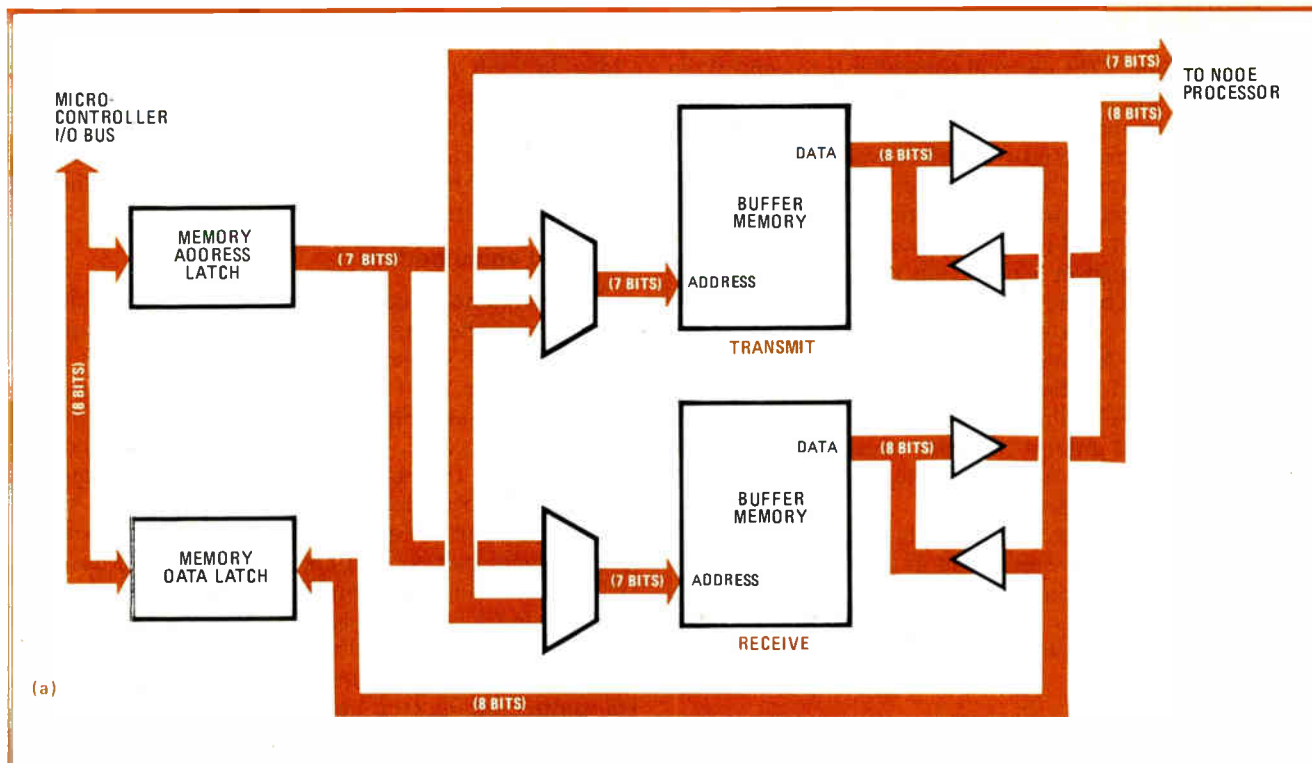 (7 BITS)
TO NOOE
PROCESSOR
MICRO-
CONTROLLER
I/O BUS
(8 BITS)
DATA
(8 BITS)
BUFFER
MEMORY
MEMORY
ADDRESS
LATCH
(7 BITS)
ADDRESS
(7 BITS)
TRANSMIT
(8 BITS)
DATA
(8 BITS)
BUFFER
MEMORY
MEMORY
OATA LATCH
ADDRESS
(7 BITS)
RECEIVE
(a)
(8 BITS)